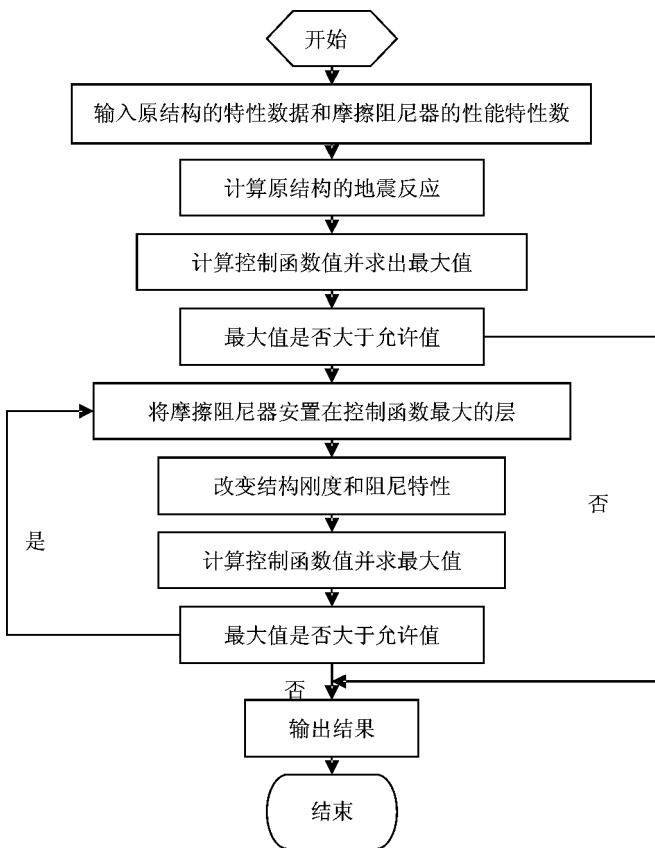 开始
输入原结构的特性数据和摩擦阻尼器的性能特性数
计算原结构的地震反应
计算控制函数值并求出最大值
最大值是否大于允许值
将摩擦阻尼器安置在控制函数最大的层
改变结构刚度和阻尼特性
否
是
计算控制函数值并求最大值
最大值是否大于允许值
否
输出结果
结束